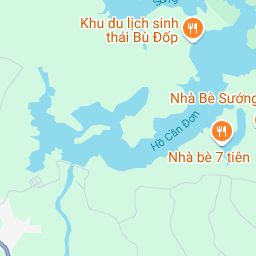 Khu du lịch sinh
thái Bù Đốp
Nhà Bè Sướng
Hồ Cần Đơn
Nhà bè 7 tiên